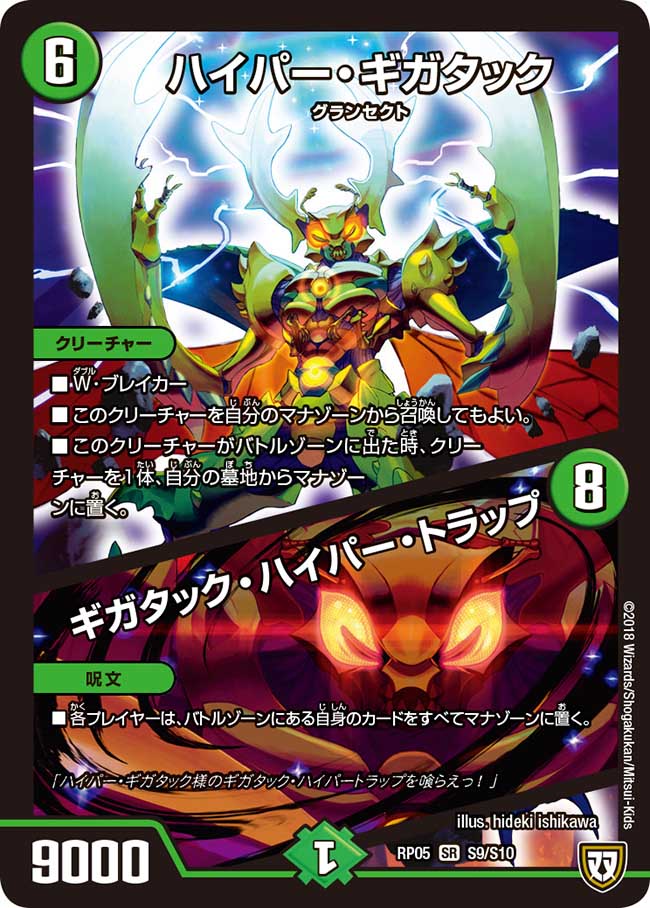 6
ハイパー・ギガタック
グランセクト
クリーチャー
■W・ブレイカー
■このクリーチャーを自分のマナゾーンから召喚してもよい。
■このクリーチャーがバトルゾーンに出た時、クリー
チャーを1体、自分の墓地からマナゾー
ンに置く。
8
ギガタック・ハイパー・トラップ
呪文
■各プレイヤーは、バトルゾーンにある自身のカードをすべてマナゾーンに置く。
「ハイパー・ギガタック様のギガタック・ハイパートラップを喰らえっ!」
©2018 Wizards/Shogakukan/Mitsui-Kids
illus. hideki ishikawa
9000
1
RP05 SR S9/S10